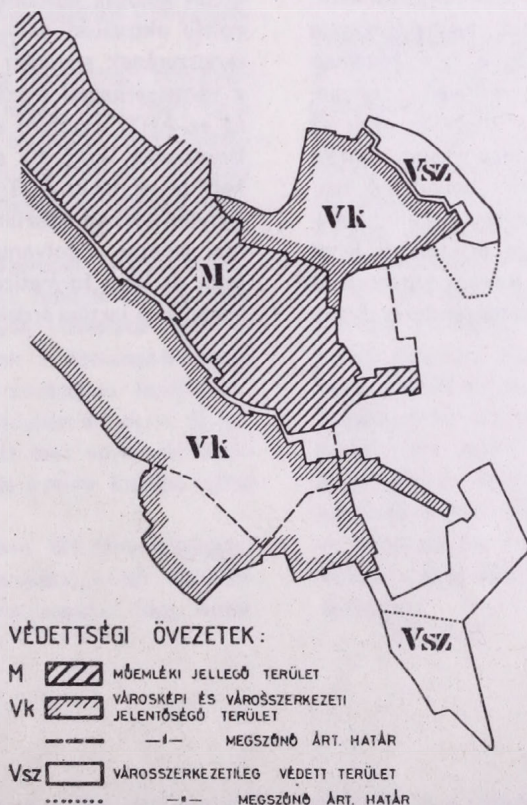 Vsz
Vk
M
Vk
Vsz
VÉDETTSÉGI ÖVEZETEK:
M MŰEMLÉKI JELLEGŰ TERÜLET
Vk VÁROSKÉPI ÉS VÁROSSZERKEZETI
JELENTŐSÉGŰ TERÜLET
—"— MEGSZŰNŐ ÁRT. HATÁR
Vsz VÁROSSZERKEZETILEG VÉDETT TERÜLET
—"— MEGSZŰNŐ ÁRT. HATÁR